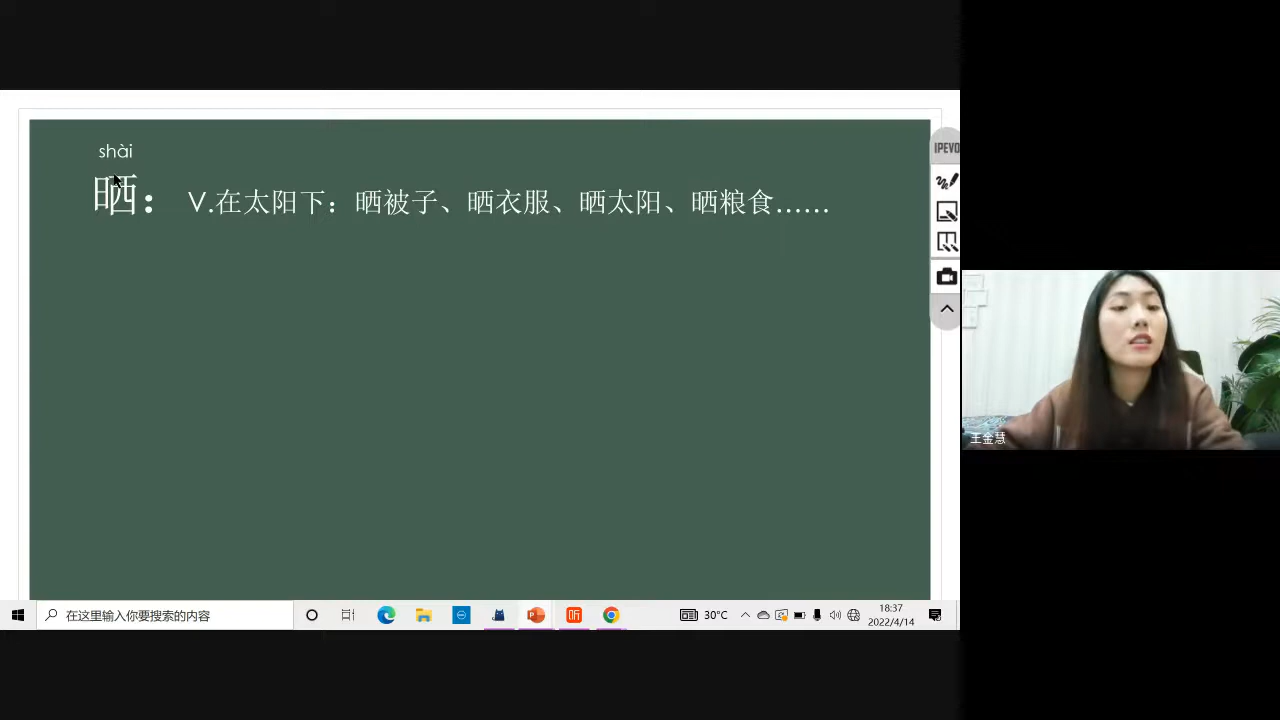 shài
晒： V.在太阳下：晒被子、晒衣服、晒太阳、晒粮食......
IPEVO
王金慧
在这里输入你要搜索的内容
听
30°C
18:37
2022/4/14